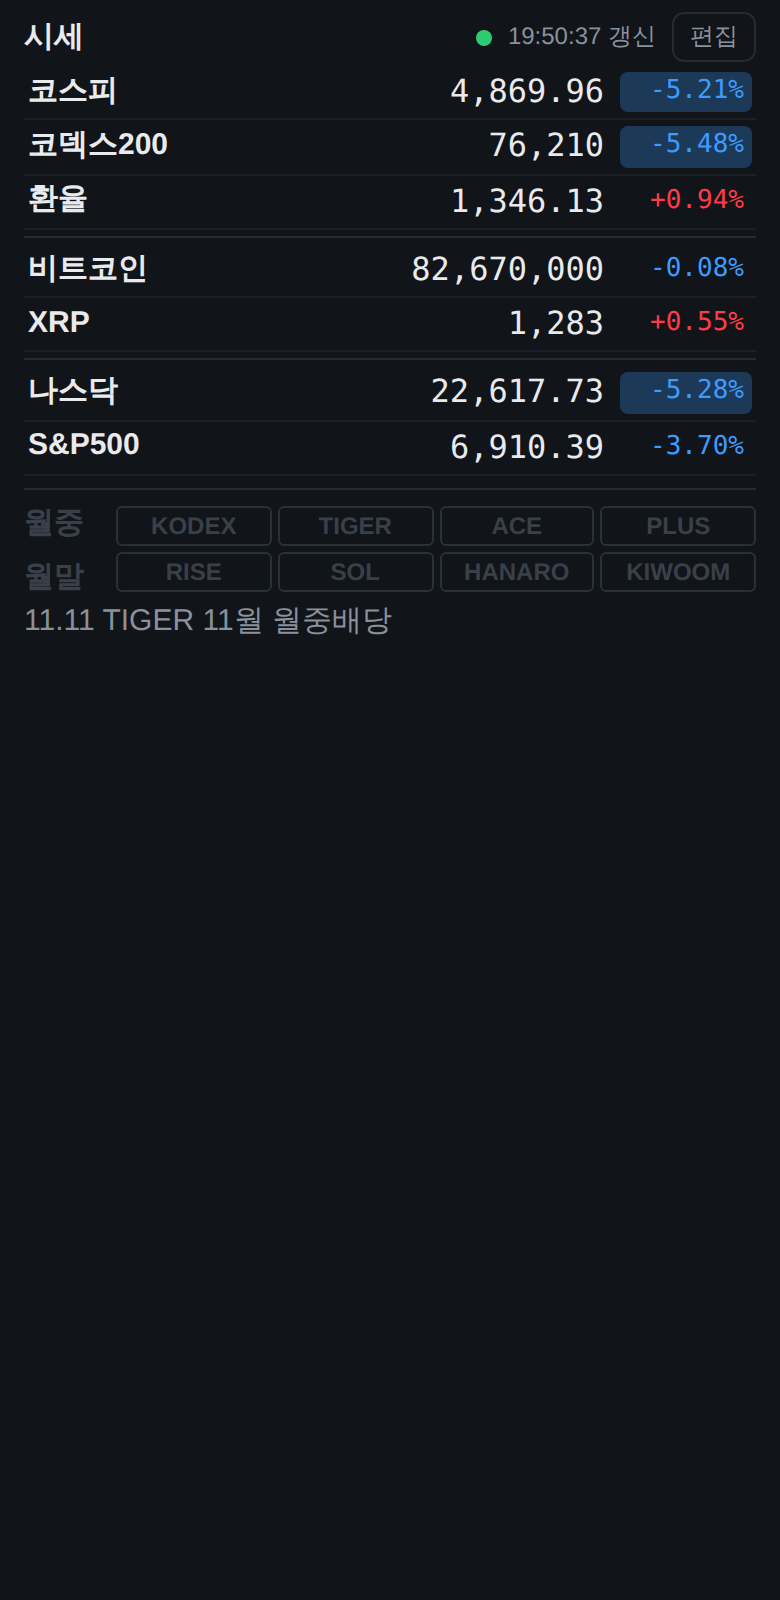 시세 19:50:37 갱신 편집
코스피 4,869.96 -5.21%
코덱스200 76,210 -5.48%
환율 1,346.13 +0.94%
비트코인 82,670,000 -0.08%
XRP 1,283 +0.55%
나스닥 22,617.73 -5.28%
S&P500 6,910.39 -3.70%
월중 KODEX TIGER ACE PLUS
월말 RISE SOL HANARO KIWOOM
11.11 TIGER 11월 월중배당